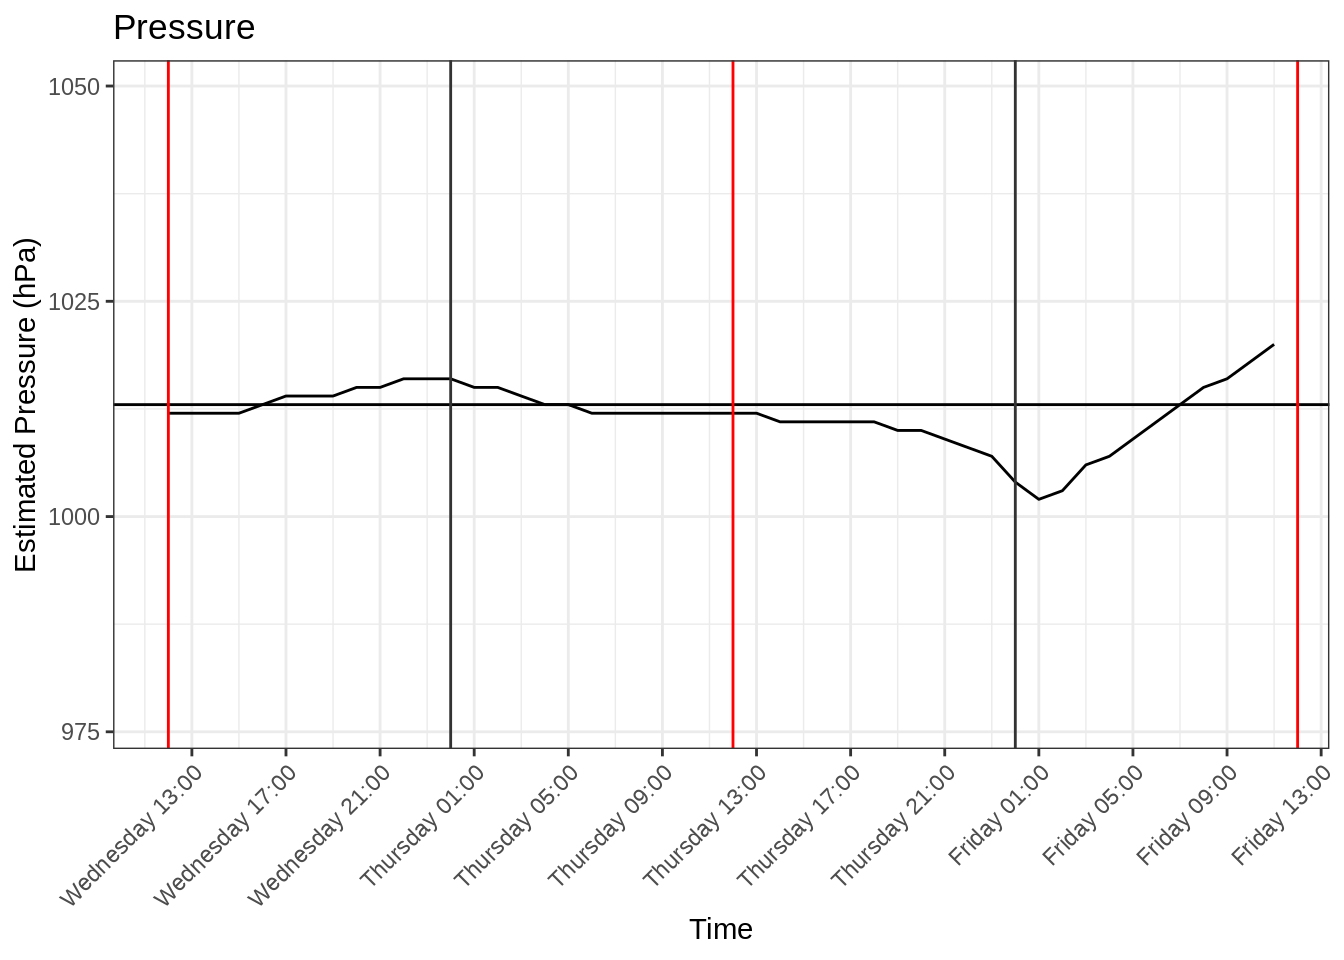 Pressure
Estimated Pressure (hPa)
1050
1025
1000
975
Wednesday 13:00
Wednesday 17:00
Wednesday 21:00
Thursday 01:00
Thursday 05:00
Thursday 09:00
Thursday 13:00
Thursday 17:00
Thursday 21:00
Friday 01:00
Friday 05:00
Friday 09:00
Friday 13:00
Time